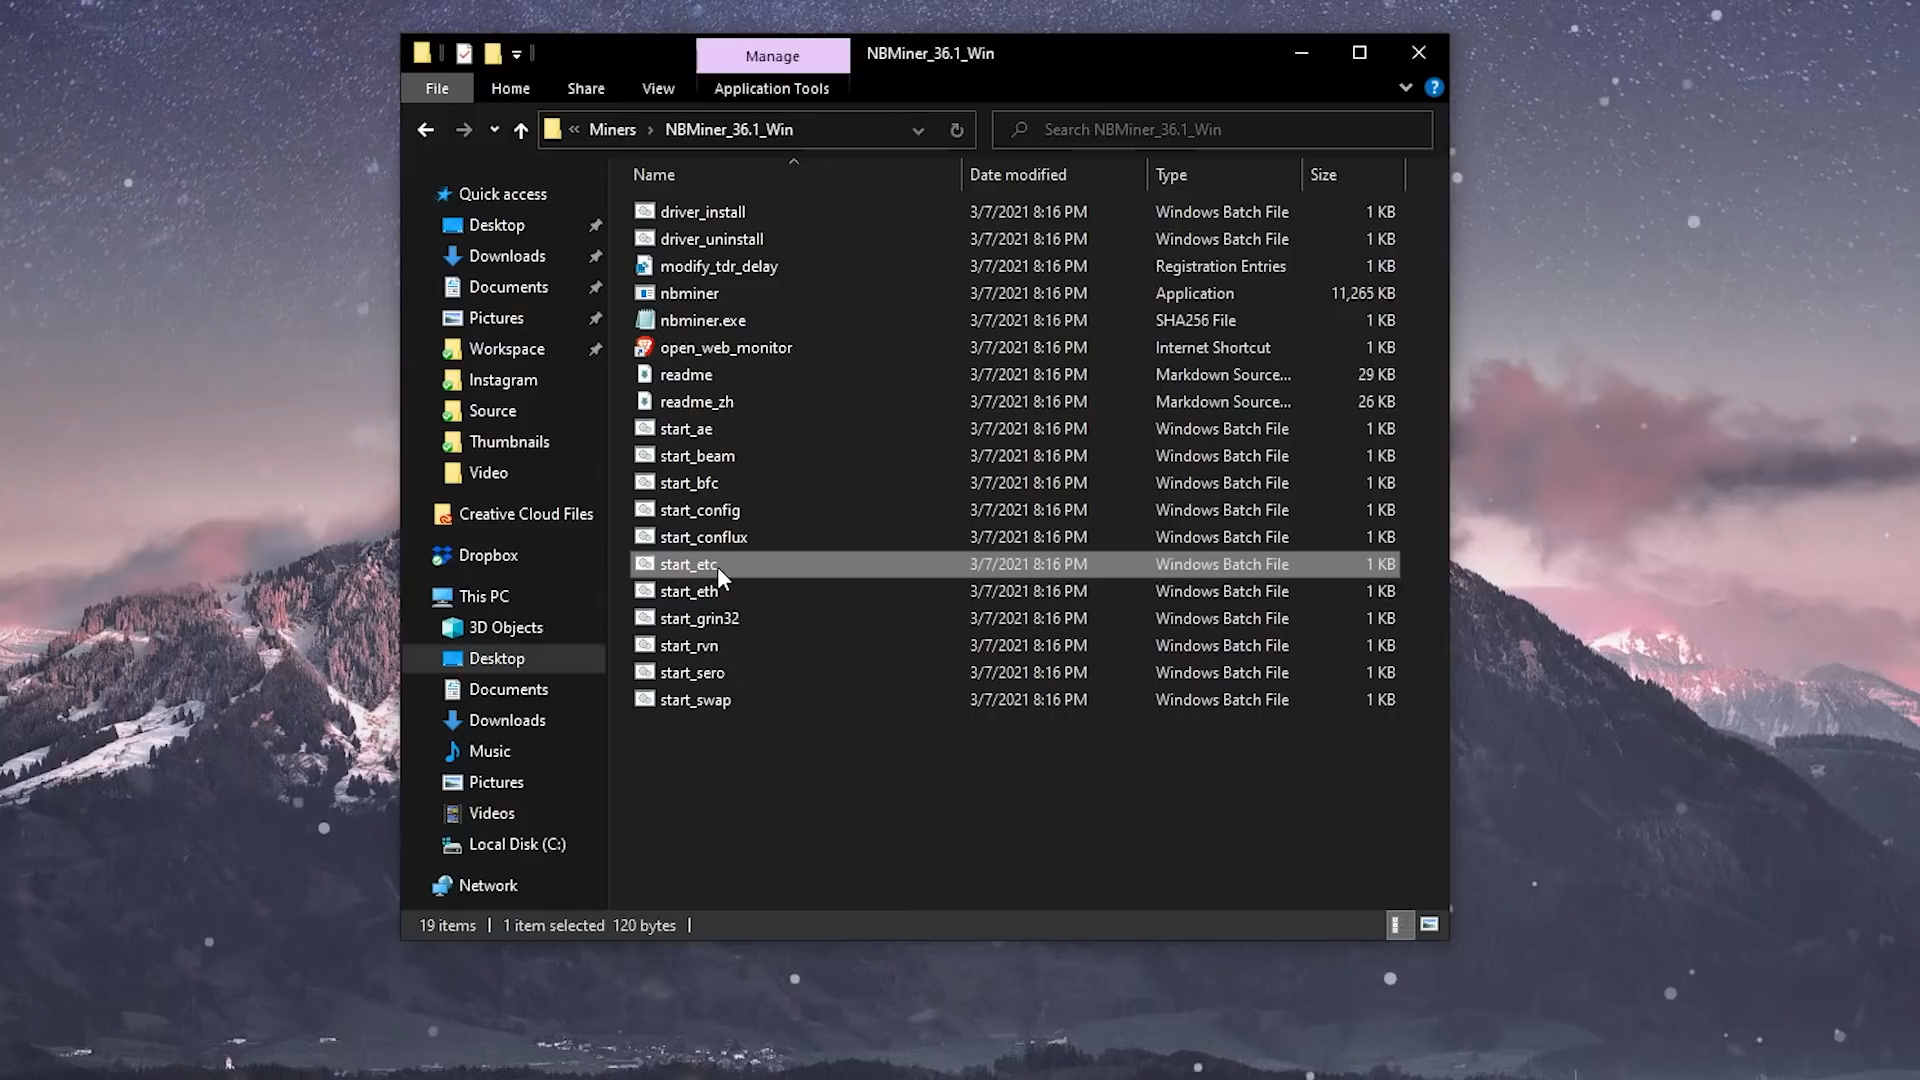 Manage
NBMiner_36.1_Win
File
Home
Share
View
Application Tools
« Miners › NBMiner_36.1_Win
Search NBMiner_36.1_Win
Name
Date modified
Type
Size
Quick access
Desktop
Downloads
Documents
Pictures
Workspace
Instagram
Source
Thumbnails
Video
Creative Cloud Files
Dropbox
This PC
3D Objects
Desktop
Documents
Downloads
Music
Pictures
Videos
Local Disk (C:)
Network
driver_install 3/7/2021 8:16 PM Windows Batch File 1 KB
driver_uninstall 3/7/2021 8:16 PM Windows Batch File 1 KB
modify_tdr_delay 3/7/2021 8:16 PM Registration Entries 1 KB
nbminer 3/7/2021 8:16 PM Application 11,265 KB
nbminer.exe 3/7/2021 8:16 PM SHA256 File 1 KB
open_web_monitor 3/7/2021 8:16 PM Internet Shortcut 1 KB
readme 3/7/2021 8:16 PM Markdown Source... 29 KB
readme_zh 3/7/2021 8:16 PM Markdown Source... 26 KB
start_ae 3/7/2021 8:16 PM Windows Batch File 1 KB
start_beam 3/7/2021 8:16 PM Windows Batch File 1 KB
start_bfc 3/7/2021 8:16 PM Windows Batch File 1 KB
start_config 3/7/2021 8:16 PM Windows Batch File 1 KB
start_conflux 3/7/2021 8:16 PM Windows Batch File 1 KB
start_etc 3/7/2021 8:16 PM Windows Batch File 1 KB
start_eth 3/7/2021 8:16 PM Windows Batch File 1 KB
start_grin32 3/7/2021 8:16 PM Windows Batch File 1 KB
start_rvn 3/7/2021 8:16 PM Windows Batch File 1 KB
start_sero 3/7/2021 8:16 PM Windows Batch File 1 KB
start_swap 3/7/2021 8:16 PM Windows Batch File 1 KB
19 items | 1 item selected 120 bytes |